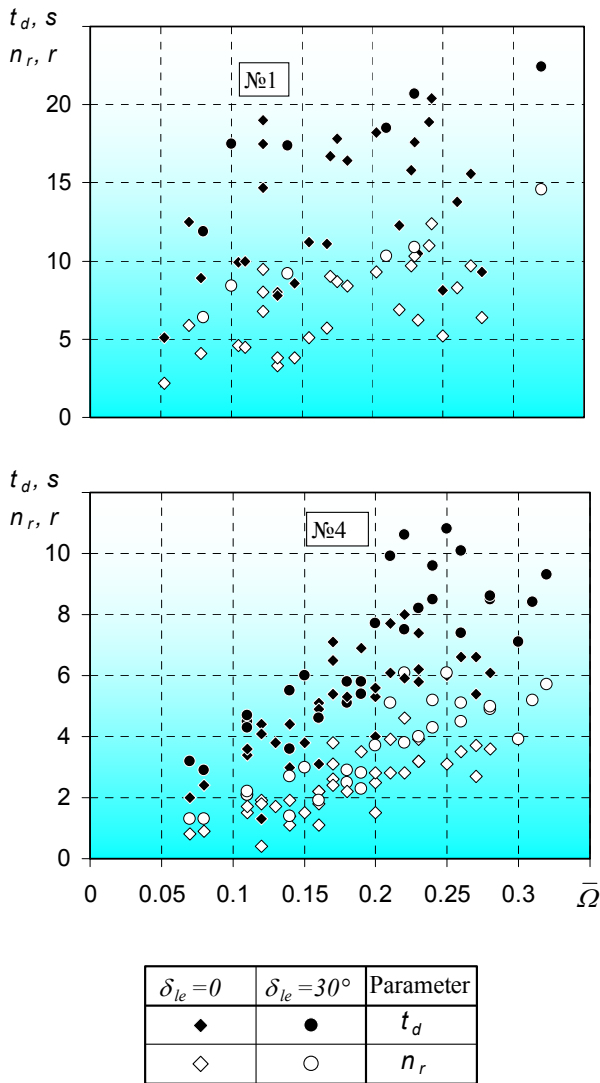 t_d, s
n_r, r
№1
20
15
10
5
0
t_d, s
n_r, r
№4
10
8
6
4
2
0
0 0.05 0.1 0.15 0.2 0.25 0.3 Ω̅
δ_le=0 δ_le=30° Parameter
◆ ● t_d
◇ ○ n_r